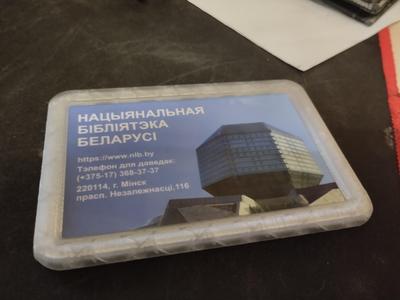 НАЦЫЯНАЛЬНАЯ
БІБЛІЯТЭКА
БЕЛАРУСІ
https://www.nlb.by
Тэлефон для даведак:
(+375-17) 368-37-37
220114, г. Мінск
прасп. Незалежнасці,116